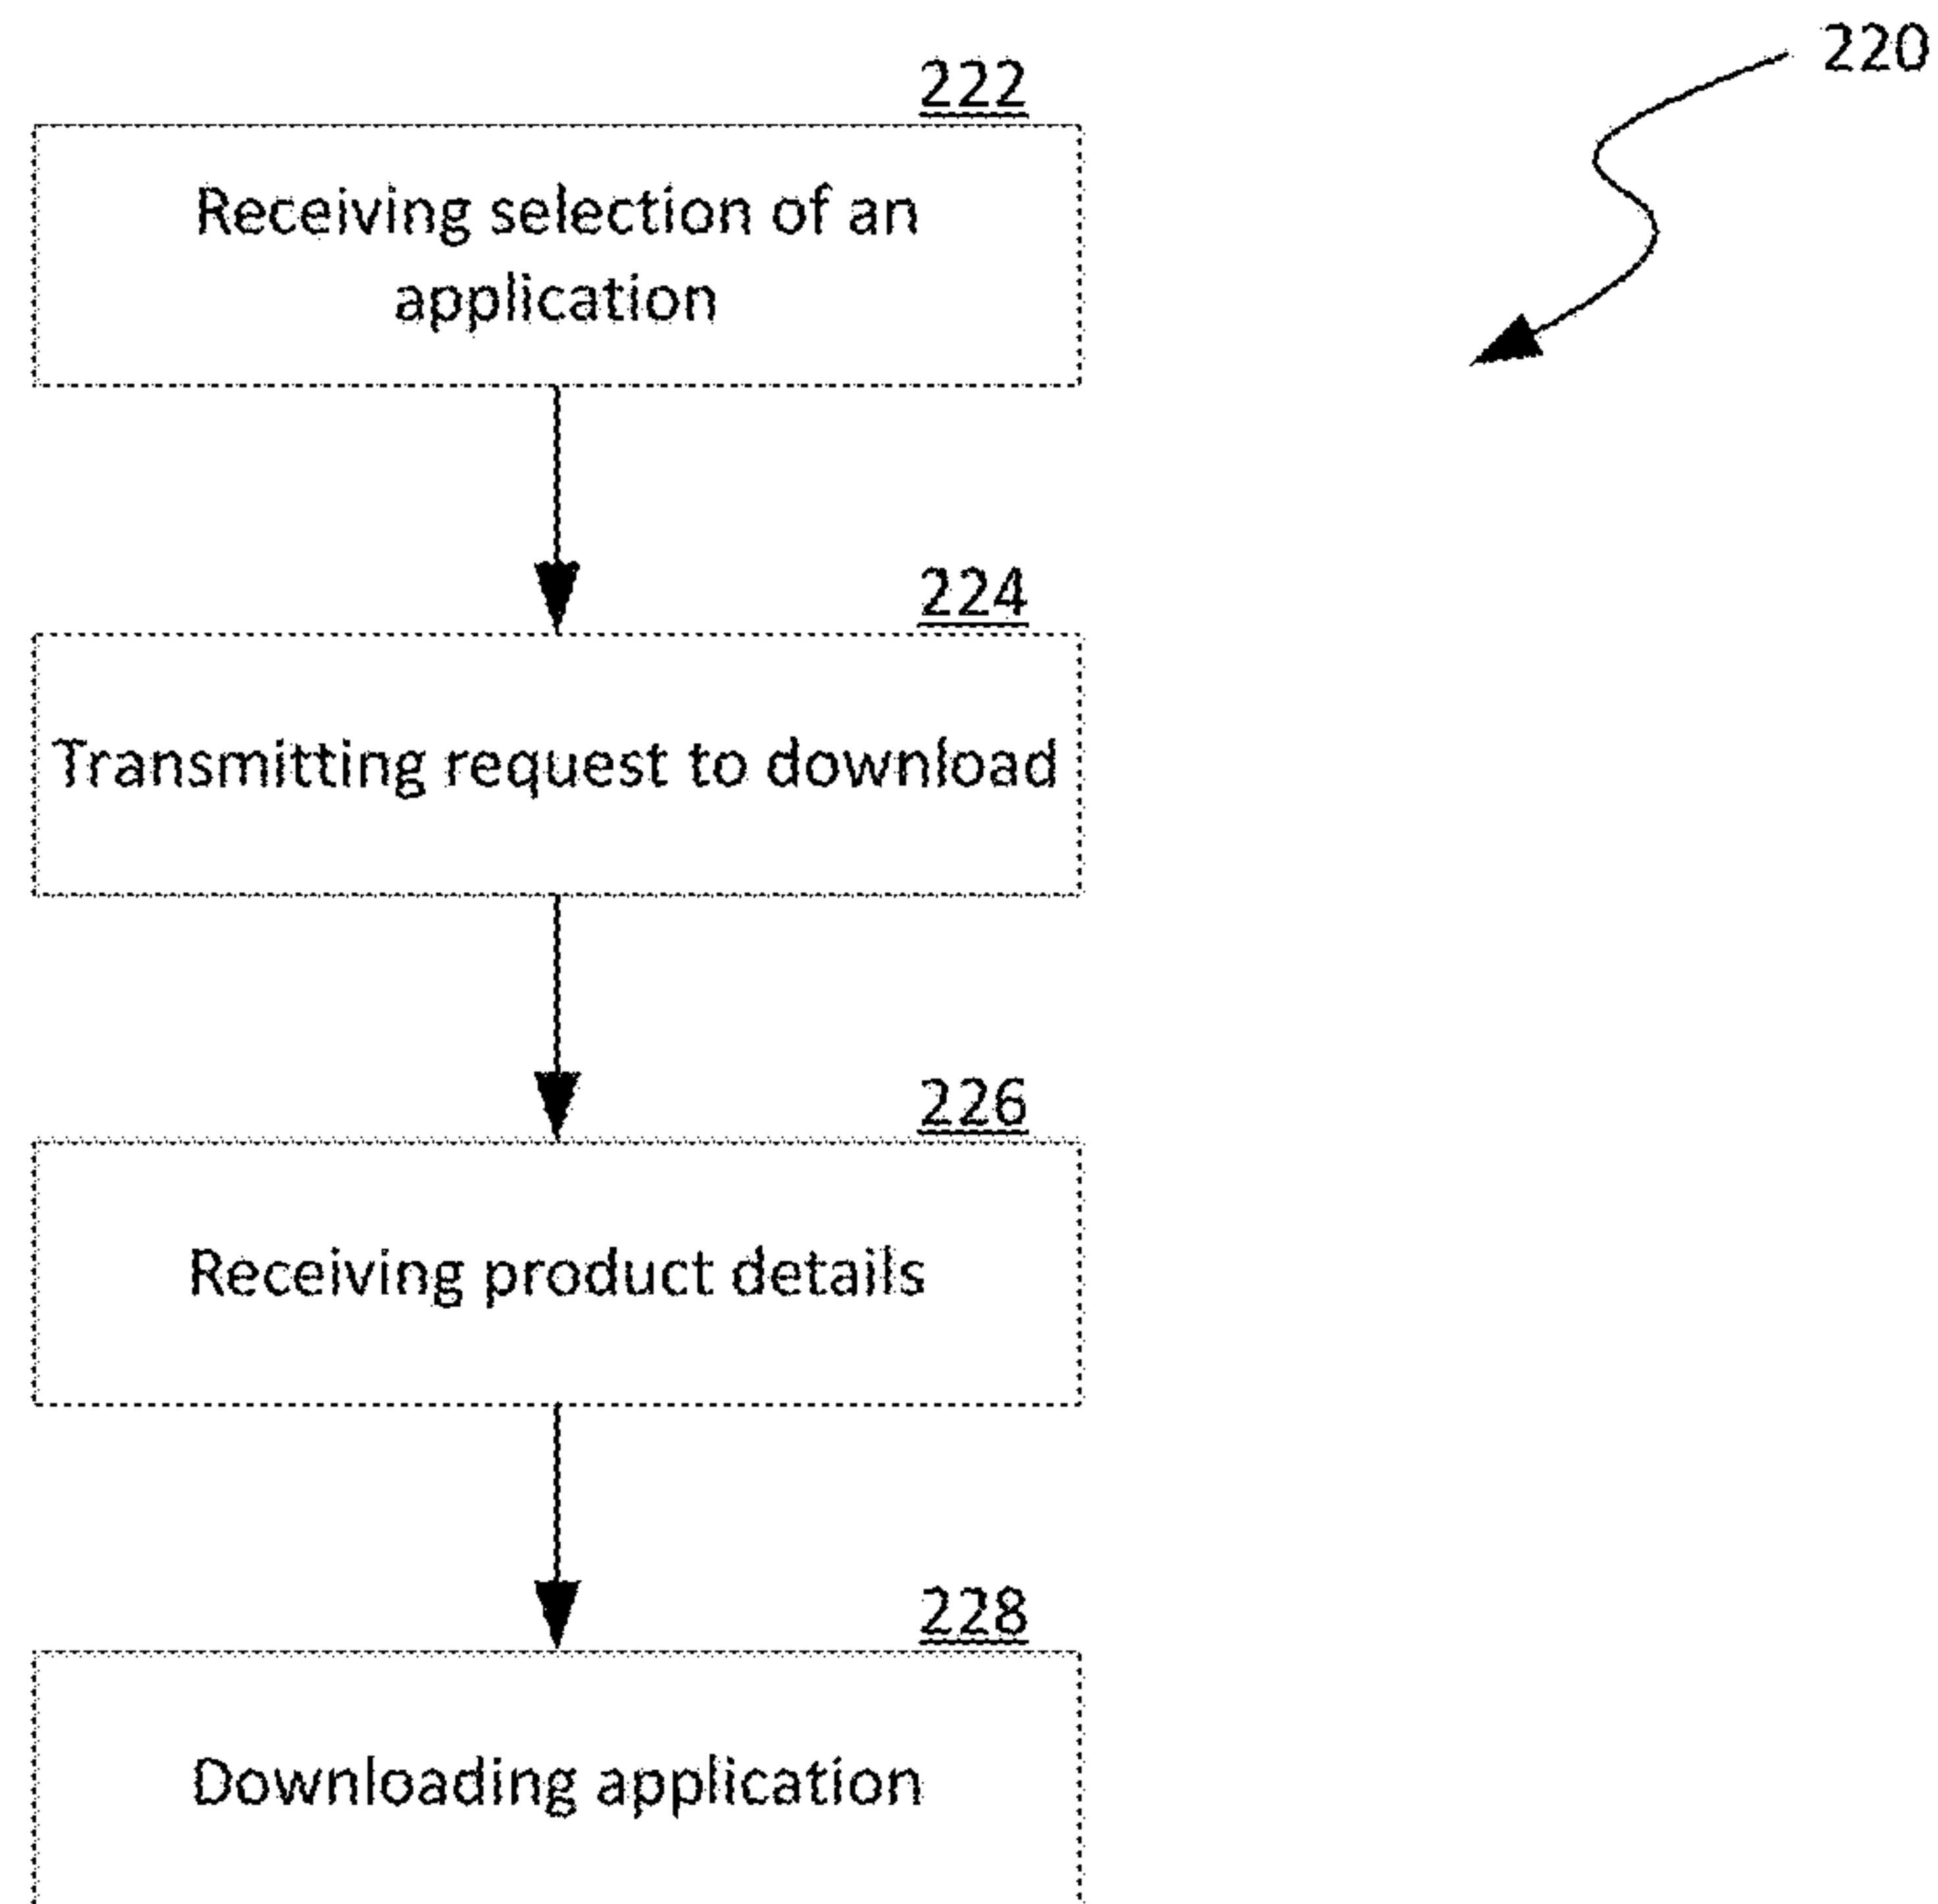 220
222
Receiving selection of an
application
224
Transmitting request to download
226
Receiving product details
228
Downloading application